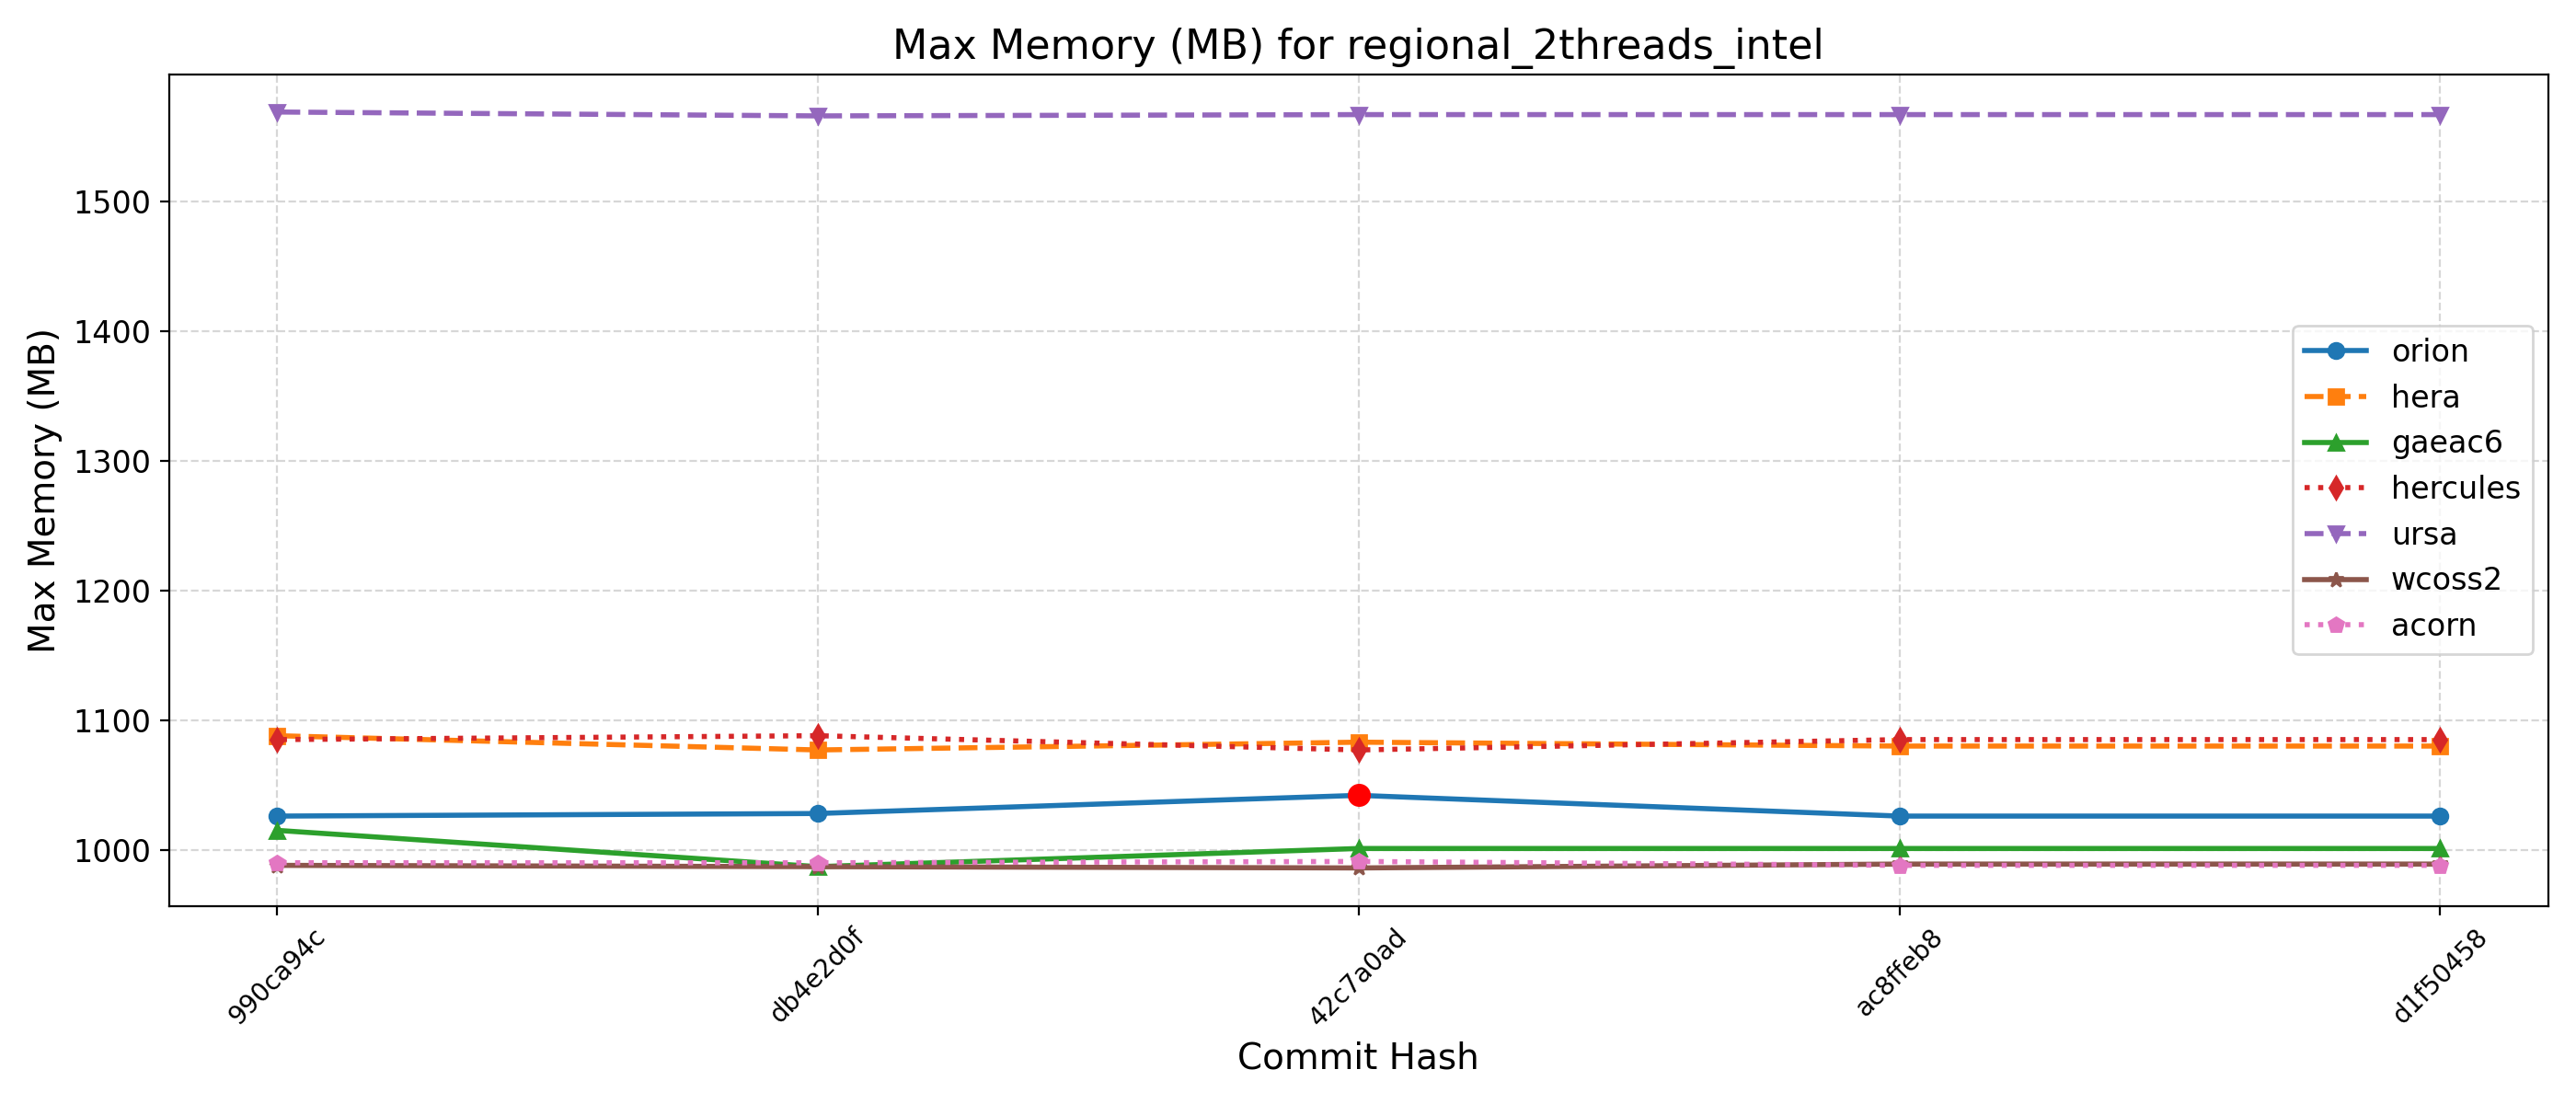 Max Memory (MB) for regional_2threads_intel
Max Memory (MB)
1500
1400
1300
1200
1100
1000
orion
hera
gaeac6
hercules
ursa
wcoss2
acorn
990ca94c
db4e2d0f
42c7a0ad
ac8ffeb8
d1f50458
Commit Hash